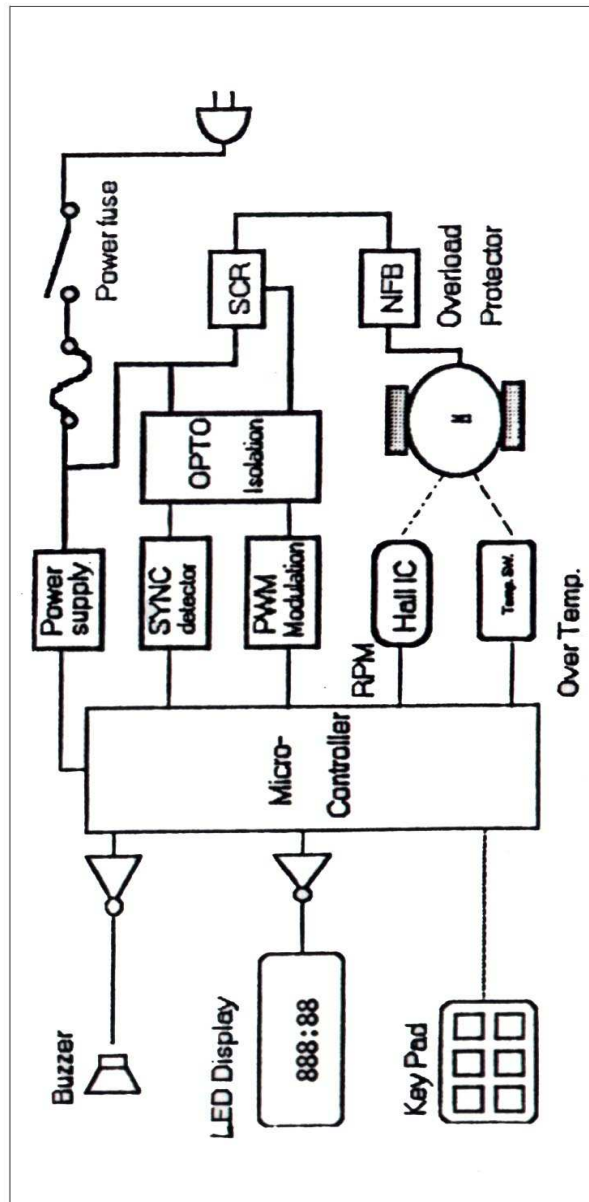 Buzzer
LED Display
888:88
Key Pad
Micro-
Controller
Power
supply
SYNC
detector
PWM
Modulation
RPM
Hall IC
Temp. SW.
Over Temp.
OPTO
Isolation
SCR
NFB
Overload
Protector
M
Power fuse